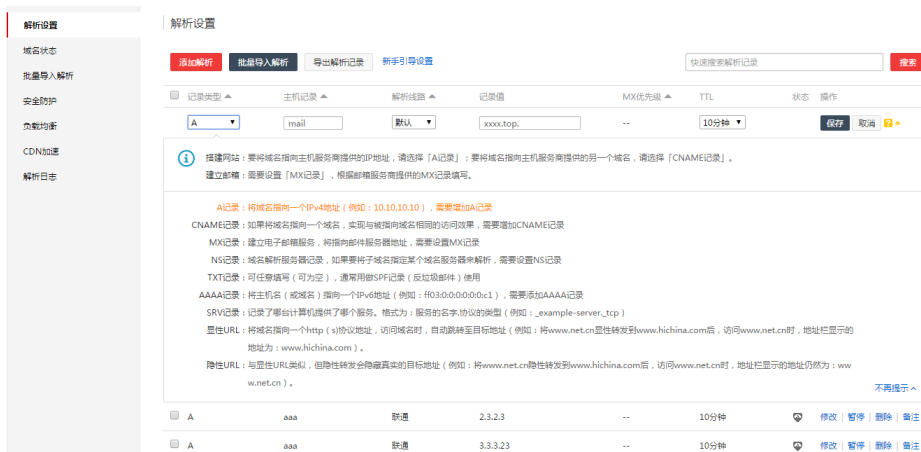 解析设置
域名状态
批量导入解析
安全防护
负载均衡
CDN加速
解析日志
解析设置
添加解析 批量导入解析 导出解析记录 新手引导设置 快速搜索解析记录 搜索
记录类型 主机记录 解析线路 记录值 MX优先级 TTL 状态 操作
A mail 默认 xxxx.top. -- 10分钟 保存 取消 ?
搭建网站：要将域名指向主机服务商提供的IP地址，请选择「A记录」；要将域名指向主机服务商提供的另一个域名，请选择「CNAME记录」。
建立邮箱：需要设置「MX记录」，根据邮箱服务商提供的MX记录填写。
A记录：将域名指向一个IPv4地址（例如：10.10.10.10），需要增加A记录
CNAME记录：如果将域名指向一个域名，实现与被指向域名相同的访问效果，需要增加CNAME记录
MX记录：建立电子邮箱服务，将指向邮件服务器地址，需要设置MX记录
NS记录：域名解析服务器记录，如果要将子域名指定某个域名服务器来解析，需要设置NS记录
TXT记录：可任意填写（可为空），通常用做SPF记录（反垃圾邮件）使用
AAAA记录：将主机名（或域名）指向一个IPv6地址（例如：ff03:0:0:0:0:0:0:c1），需要添加AAAA记录
SRV记录：记录了哪台计算机提供了哪个服务。格式为：服务的名字.协议的类型（例如：_example-server._tcp）
显性URL：将域名指向一个http（s)协议地址，访问域名时，自动跳转至目标地址（例如：将www.net.cn显性转发到www.hichina.com后，访问www.net.cn时，地址栏显示的
地址为：www.hichina.com）。
隐性URL：与显性URL类似，但隐性转发会隐藏真实的目标地址（例如：将www.net.cn隐性转发到www.hichina.com后，访问www.net.cn时，地址栏显示的地址仍然为：ww
w.net.cn）。
不再提示
A aaa 联通 2.3.2.3 -- 10分钟 修改 | 暂停 | 删除 | 备注
A aaa 联通 3.3.3.23 -- 10分钟 修改 | 暂停 | 删除 | 备注